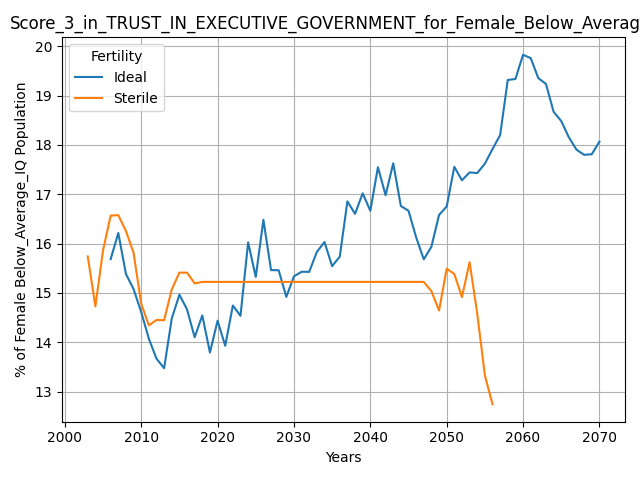 Score_3_in_TRUST_IN_EXECUTIVE_GOVERNMENT_for_Female_Below_Averag
Fertility
Ideal
Sterile
% of Female Below_Average_IQ Population
20
19
18
17
16
15
14
13
2000 2010 2020 2030 2040 2050 2060 2070
Years